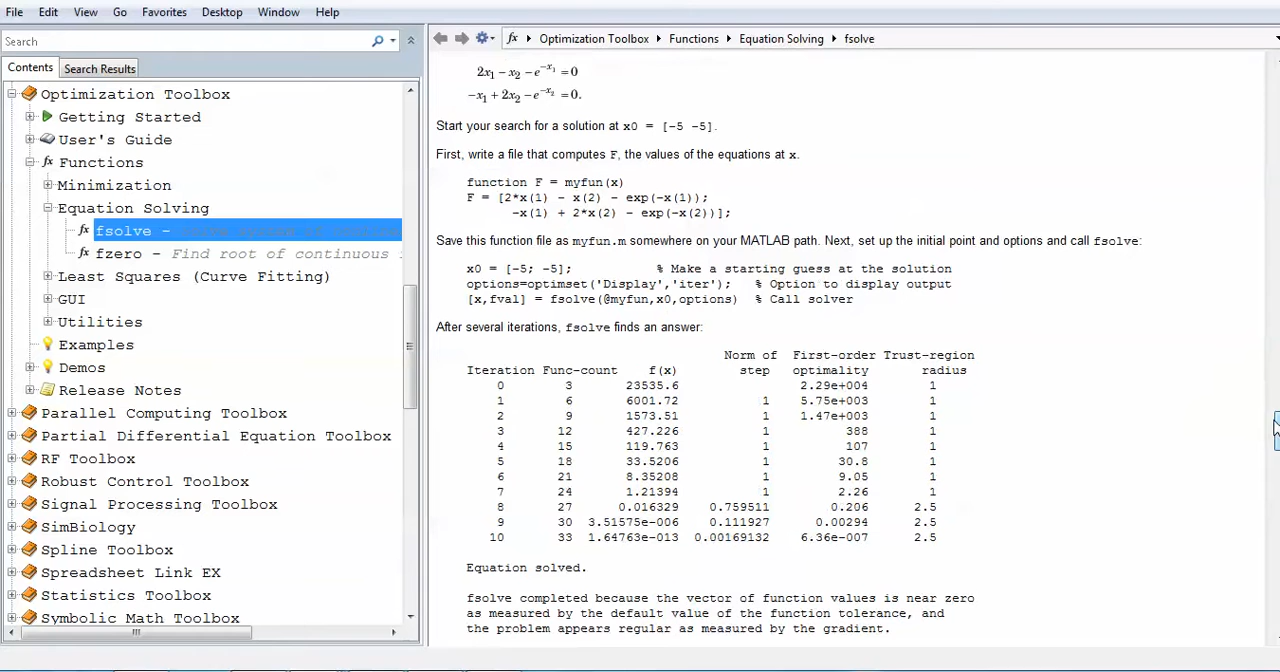 File Edit View Go Favorites Desktop Window Help
Search
Contents Search Results
Optimization Toolbox
Getting Started
User's Guide
fx Functions
Minimization
Equation Solving
fx fsolve -
fx fzero - Find root of continuous
Least Squares (Curve Fitting)
GUI
Utilities
Examples
Demos
Release Notes
Parallel Computing Toolbox
Partial Differential Equation Toolbox
RF Toolbox
Robust Control Toolbox
Signal Processing Toolbox
SimBiology
Spline Toolbox
Spreadsheet Link EX
Statistics Toolbox
Symbolic Math Toolbox
fx Optimization Toolbox Functions Equation Solving fsolve
2x₁ − x₂ − e^(−x₁) = 0
−x₁ + 2x₂ − e^(−x₂) = 0.
Start your search for a solution at x0 = [-5 -5].
First, write a file that computes F, the values of the equations at x.
function F = myfun(x)
F = [2*x(1) - x(2) - exp(-x(1));
-x(1) + 2*x(2) - exp(-x(2))];
Save this function file as myfun.m somewhere on your MATLAB path. Next, set up the initial point and options and call fsolve:
x0 = [-5; -5]; % Make a starting guess at the solution
options=optimset('Display','iter'); % Option to display output
[x,fval] = fsolve(@myfun,x0,options) % Call solver
After several iterations, fsolve finds an answer:
Norm of First-order Trust-region
Iteration Func-count f(x) step optimality radius
0 3 23535.6 2.29e+004 1
1 6 6001.72 1 5.75e+003 1
2 9 1573.51 1 1.47e+003 1
3 12 427.226 1 388 1
4 15 119.763 1 107 1
5 18 33.5206 1 30.8 1
6 21 8.35208 1 9.05 1
7 24 1.21394 1 2.26 1
8 27 0.016329 0.759511 0.206 2.5
9 30 3.51575e-006 0.111927 0.00294 2.5
10 33 1.64763e-013 0.00169132 6.36e-007 2.5
Equation solved.
fsolve completed because the vector of function values is near zero
as measured by the default value of the function tolerance, and
the problem appears regular as measured by the gradient.